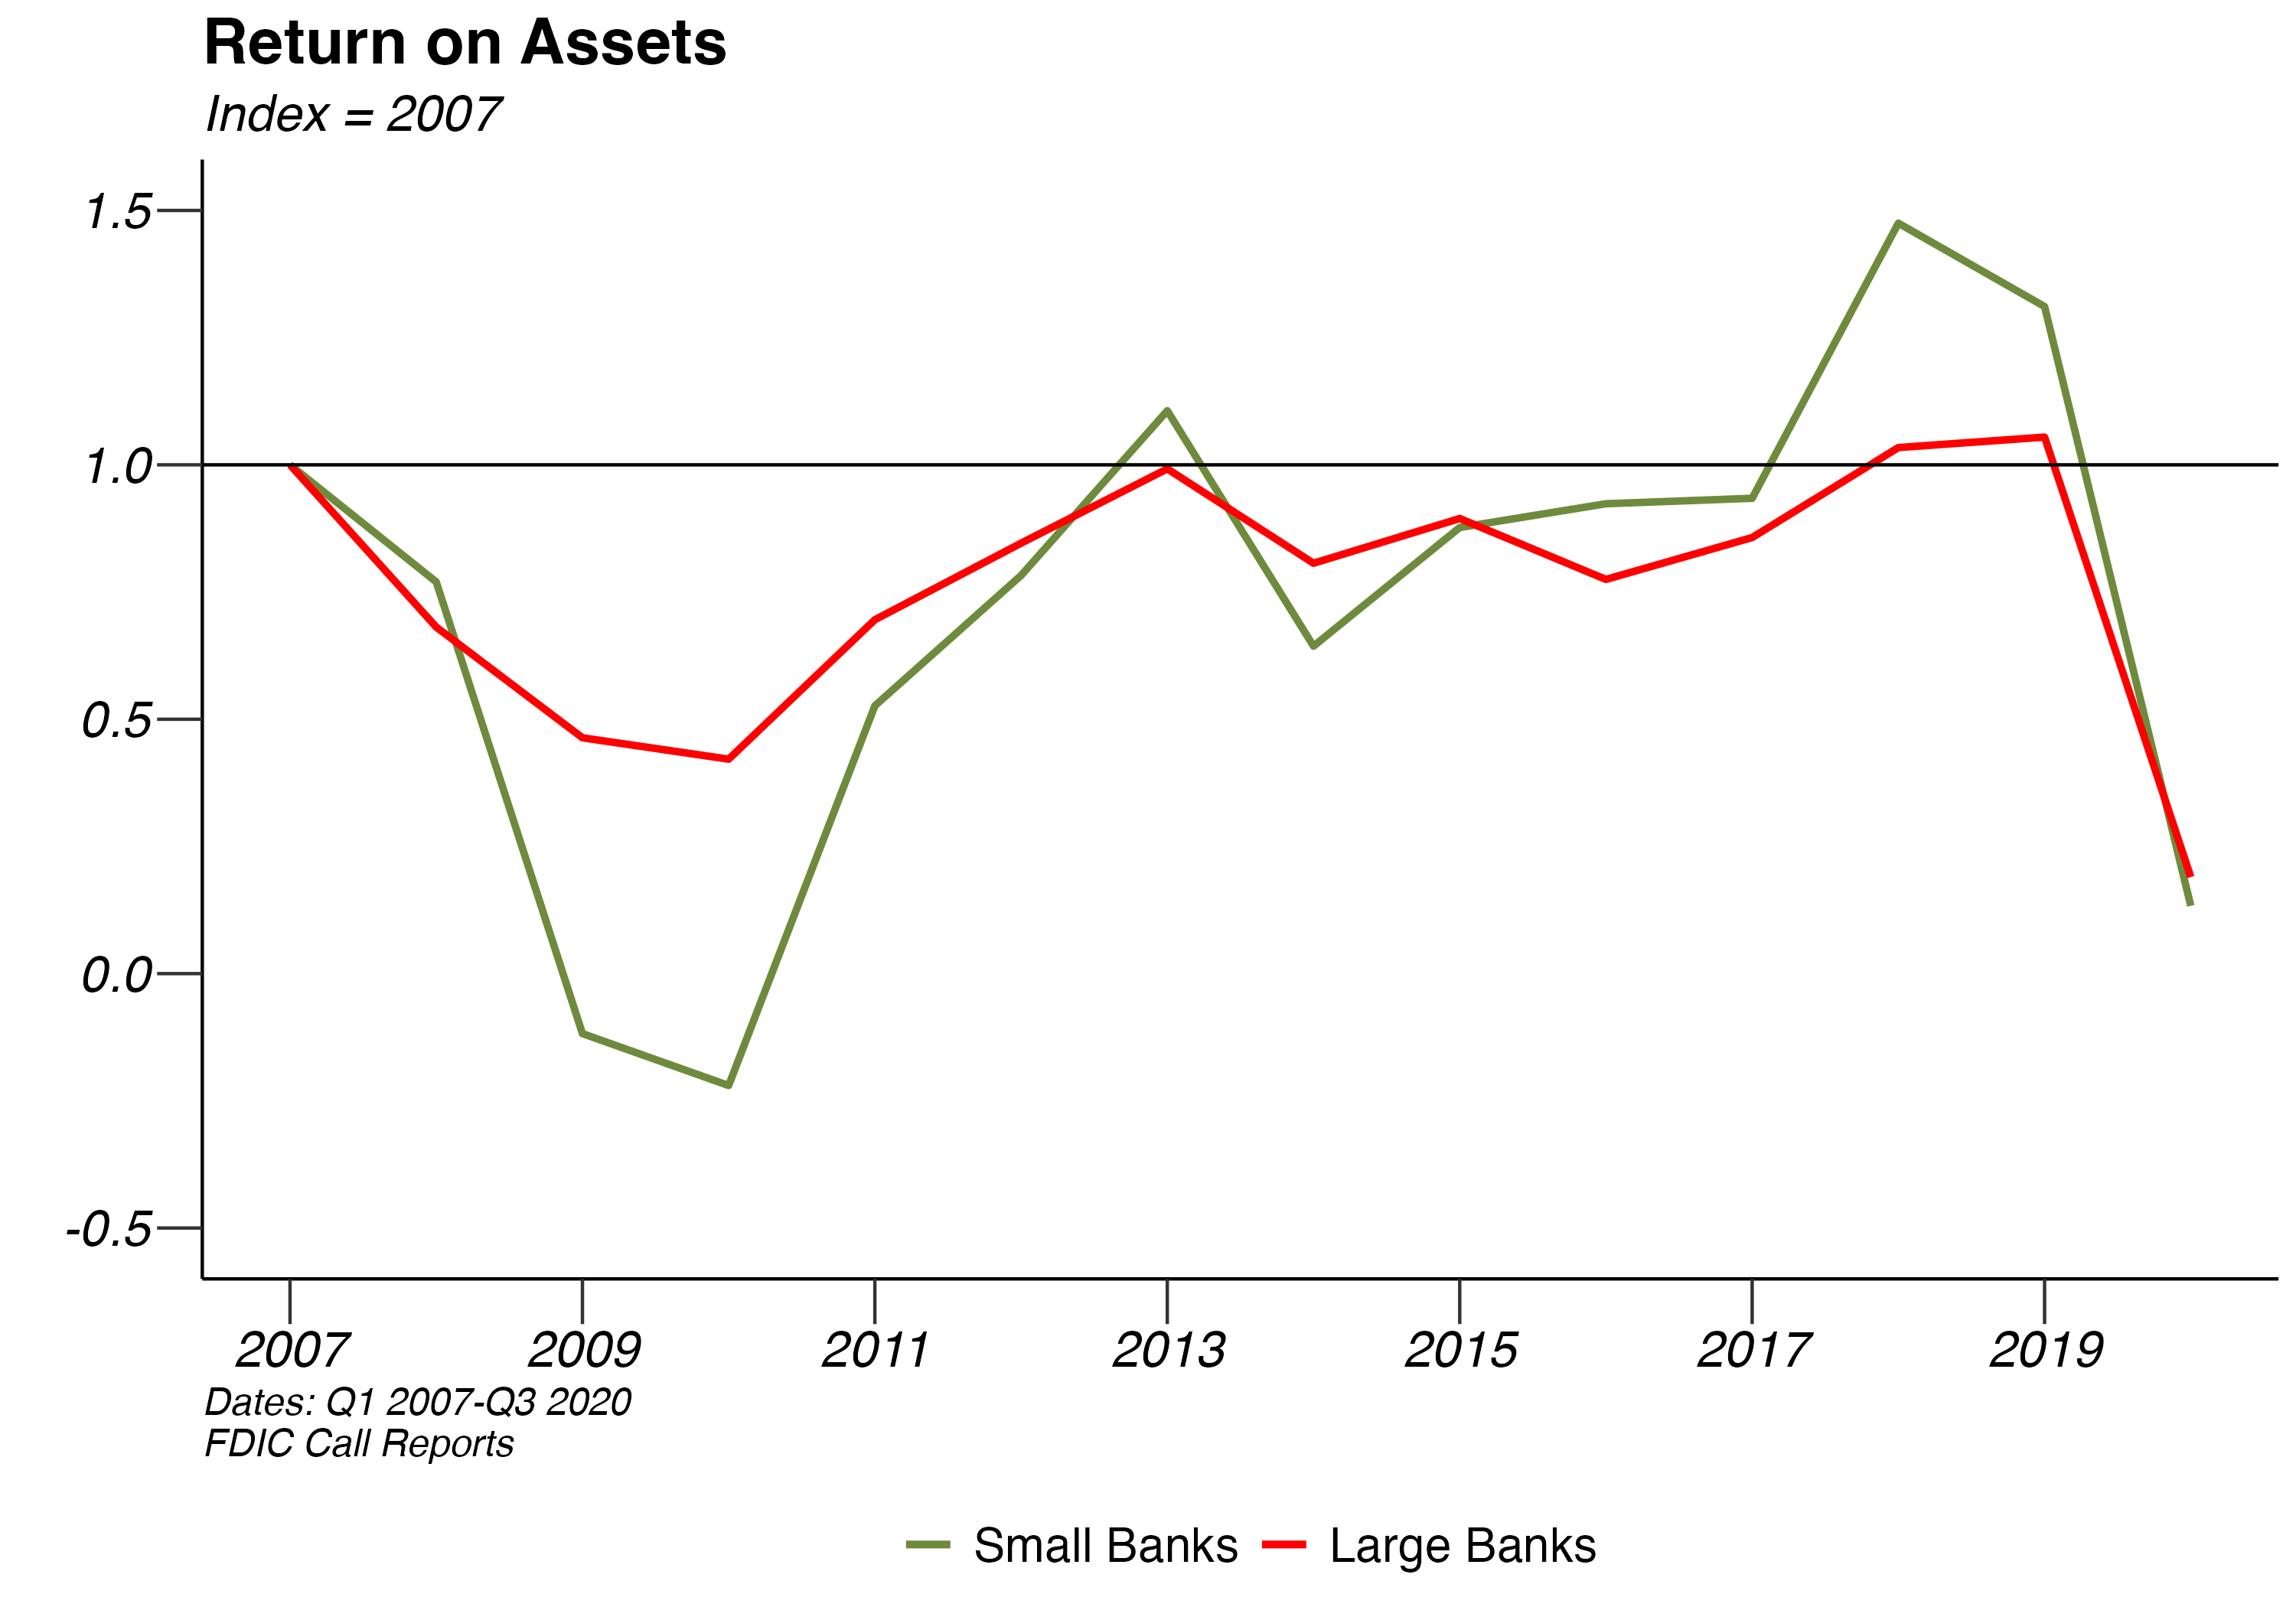 Return on Assets
Index = 2007
1.5
1.0
0.5
0.0
-0.5
2007 2009 2011 2013 2015 2017 2019
Dates: Q1 2007-Q3 2020
FDIC Call Reports
Small Banks Large Banks